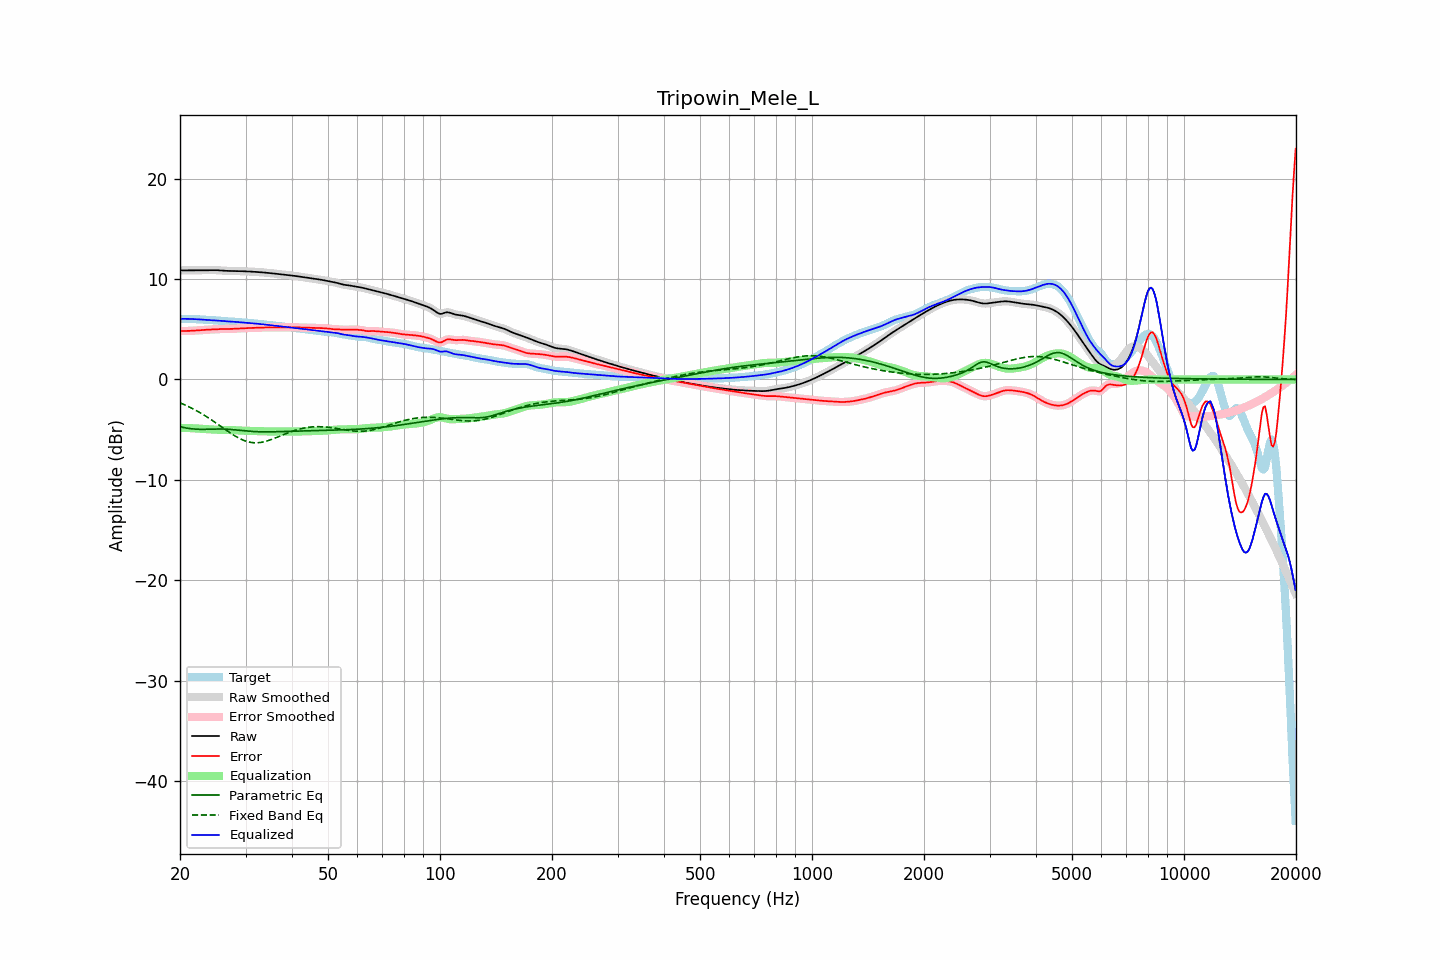 Tripowin_Mele_L
Amplitude (dBr)
20
10
0
−10
−20
−30
−40
Target
Raw Smoothed
Error Smoothed
Raw
Error
Equalization
Parametric Eq
Fixed Band Eq
Equalized
20 50 100 200 500 1000 2000 5000 10000 20000
Frequency (Hz)